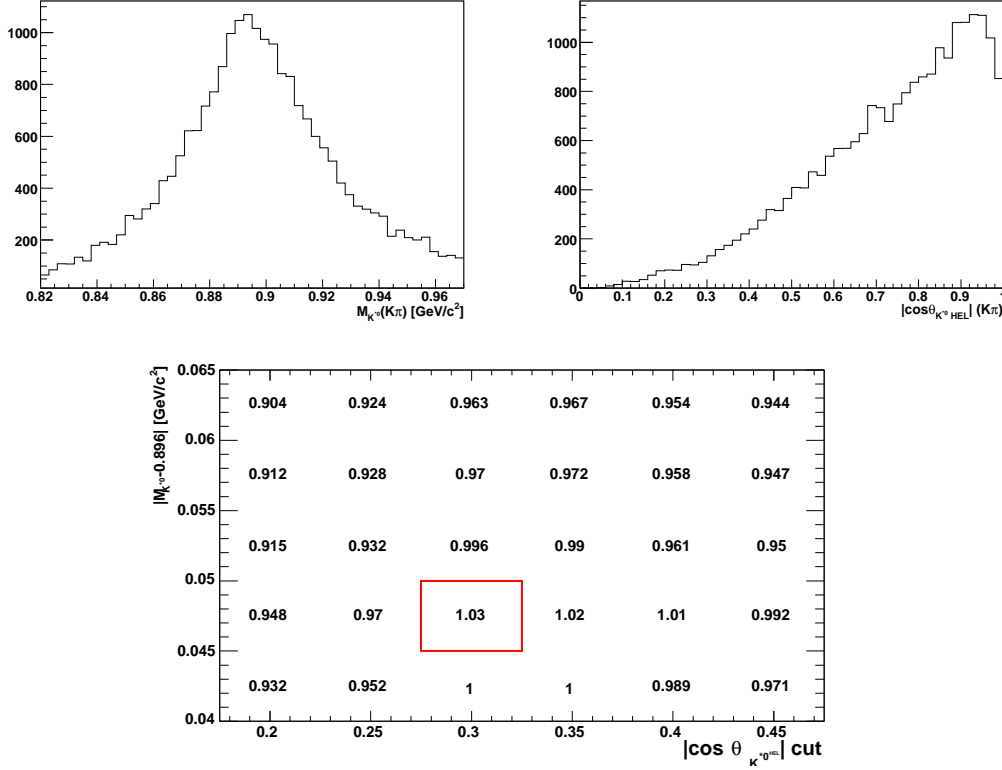 1000
800
600
400
200
0.82 0.84 0.86 0.88 0.9 0.92 0.94 0.96
M_K*0(Kπ) [GeV/c²]
1000
800
600
400
200
0
0 0.1 0.2 0.3 0.4 0.5 0.6 0.7 0.8 0.9 1
|cosθ_K*0 HEL| (Kπ)
|M_K*0-0.896| [GeV/c²]
0.065
0.904 0.924 0.963 0.967 0.954 0.944
0.06
0.912 0.928 0.97 0.972 0.958 0.947
0.055
0.915 0.932 0.996 0.99 0.961 0.95
0.05
0.948 0.97 1.03 1.02 1.01 0.992
0.045
0.932 0.952 1 1 0.989 0.971
0.04
0.2 0.25 0.3 0.35 0.4 0.45
|cos θ K*0 HEL| cut